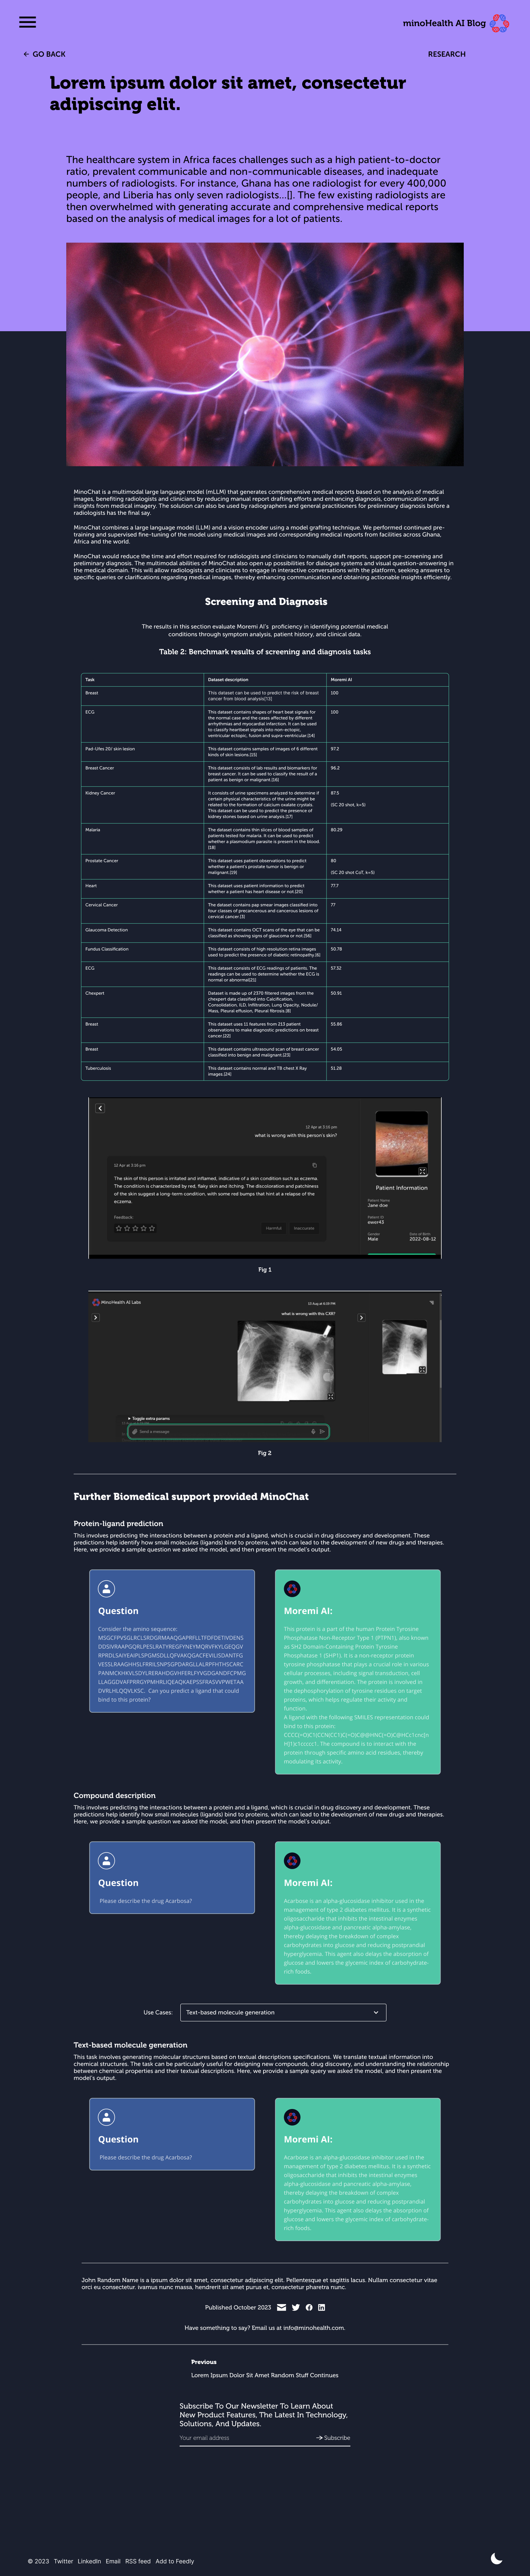 minoHealth AI Blog
GO BACK
RESEARCH
Lorem ipsum dolor sit amet, consectetur
adipiscing elit.
The healthcare system in Africa faces challenges such as a high patient-to-doctor
ratio, prevalent communicable and non-communicable diseases, and inadequate
numbers of radiologists. For instance, Ghana has one radiologist for every 400,000
people, and Liberia has only seven radiologists...[]. The few existing radiologists are
then overwhelmed with generating accurate and comprehensive medical reports
based on the analysis of medical images for a lot of patients.
MinoChat is a multimodal large language model (mLLM) that generates comprehensive medical reports based on the analysis of medical
images, benefiting radiologists and clinicians by reducing manual report drafting efforts and enhancing diagnosis, communication and
insights from medical imagery. The solution can also be used by radiographers and general practitioners for preliminary diagnosis before a
radiologists has the final say.
MinoChat combines a large language model (LLM) and a vision encoder using a model grafting technique. We performed continued pre-
training and supervised fine-tuning of the model using medical images and corresponding medical reports from facilities across Ghana,
Africa and the world.
MinoChat would reduce the time and effort required for radiologists and clinicians to manually draft reports, support pre-screening and
preliminary diagnosis. The multimodal abilities of MinoChat also open up possibilities for dialogue systems and visual question-answering in
the medical domain. This will allow radiologists and clinicians to engage in interactive conversations with the platform, seeking answers to
specific queries or clarifications regarding medical images, thereby enhancing communication and obtaining actionable insights efficiently.
Screening and Diagnosis
The results in this section evaluate Moremi AI's proficiency in identifying potential medical
conditions through symptom analysis, patient history, and clinical data.
Table 2: Benchmark results of screening and diagnosis tasks
Task Dataset description Moremi AI
Breast This dataset can be used to predict the risk of breast 100
cancer from blood analysis[13]
ECG This dataset contains shapes of heart beat signals for 100
the normal case and the cases affected by different
arrhythmias and myocardial infarction. It can be used
to classify heartbeat signals into non-ectopic,
ventricular ectopic, fusion and supra-ventricular.[14]
Pad-Ufes 20/ skin lesion This dataset contains samples of images of 6 different 97.2
kinds of skin lesions.[15]
Breast Cancer This dataset consists of lab results and biomarkers for 96.2
breast cancer. It can be used to classify the result of a
patient as benign or malignant.[16]
Kidney Cancer It consists of urine specimens analyzed to determine if 87.5
certain physical characteristics of the urine might be
related to the formation of calcium oxalate crystals. (SC 20 shot, k=5)
This dataset can be used to predict the presence of
kidney stones based on urine analysis.[17]
Malaria The dataset contains thin slices of blood samples of 80.29
patients tested for malaria. It can be used to predict
whether a plasmodium parasite is present in the blood.
[18]
Prostate Cancer This dataset uses patient observations to predict 80
whether a patient's prostate tumor is benign or
malignant.[19] (SC 20 shot CoT, k=5)
Heart This dataset uses patient information to predict 77.7
whether a patient has heart disease or not.[20]
Cervical Cancer The dataset contains pap smear images classified into 77
four classes of precancerous and cancerous lesions of
cervical cancer.[3]
Glaucoma Detection This dataset contains OCT scans of the eye that can be 74.14
classified as showing signs of glaucoma or not.[56]
Fundus Classification This dataset consists of high resolution retina images 50.78
used to predict the presence of diabetic retinopathy.[6]
ECG This dataset consists of ECG readings of patients. The 57.32
readings can be used to determine whether the ECG is
normal or abnormal[21]
Chexpert Dataset is made up of 2370 filtered images from the 50.91
chexpert data classified into Calcification,
Consolidation, ILD, Infiltration, Lung Opacity, Nodule/
Mass, Pleural effusion, Pleural fibrosis.[8]
Breast This dataset uses 11 features from 213 patient 55.86
observations to make diagnostic predictions on breast
cancer.[22]
Breast This dataset contains ultrasound scan of breast cancer 54.05
classified into benign and malignant.[23]
Tuberculosis This dataset contains normal and TB chest X Ray 51.28
images.[24]
12 Apr at 3:16 pm
what is wrong with this person's skin?
12 Apr at 3:16 pm
The skin of this person is irritated and inflamed, indicative of a skin condition such as eczema.
The condition is characterized by red, flaky skin and itching. The discoloration and patchiness
of the skin suggest a long-term condition, with some red bumps that hint at a relapse of the
eczema.
Feedback:
Harmful Inaccurate
Patient Information
Patient Name
Jane doe
Patient ID
ewsr43
Gender Date of Birth
Male 2022-08-12
Fig 1
MinoHealth AI Labs
what is wrong with this CXR?
Toggle extra params
Send a message
Fig 2
Further Biomedical support provided MinoChat
Protein-ligand prediction
This involves predicting the interactions between a protein and a ligand, which is crucial in drug discovery and development. These
predictions help identify how small molecules (ligands) bind to proteins, which can lead to the development of new drugs and therapies.
Here, we provide a sample question we asked the model, and then present the model's output.
Question
Consider the amino sequence:
bind to this protein?
Moremi AI:
This protein is a part of the human Tyrosine
Phosphatase Non-Receptor Type 1 (PTPN1), also known
as SH2 Domain-Containing Protein Tyrosine
Phosphatase 1 (SHP1). It is a non-receptor protein
tyrosine phosphatase that plays a crucial role in various
cellular processes, including signal transduction, cell
growth, and differentiation. The protein is involved in
the dephosphorylation of tyrosine residues on target
proteins, which helps regulate their activity and
function.
A ligand with the following SMILES representation could
bind to this protein:
The compound is to interact with the
protein through specific amino acid residues, thereby
modulating its activity.
Compound description
This involves predicting the interactions between a protein and a ligand, which is crucial in drug discovery and development. These
predictions help identify how small molecules (ligands) bind to proteins, which can lead to the development of new drugs and therapies.
Here, we provide a sample question we asked the model, and then present the model's output.
Question
Please describe the drug Acarbosa?
Moremi AI:
Acarbose is an alpha-glucosidase inhibitor used in the
management of type 2 diabetes mellitus. It is a synthetic
oligosaccharide that inhibits the intestinal enzymes
alpha-glucosidase and pancreatic alpha-amylase,
thereby delaying the breakdown of complex
carbohydrates into glucose and reducing postprandial
hyperglycemia. This agent also delays the absorption of
glucose and lowers the glycemic index of carbohydrate-
rich foods.
Use Cases: Text-based molecule generation
Text-based molecule generation
This task involves generating molecular structures based on textual descriptions specifications. We translate textual information into
chemical structures. The task can be particularly useful for designing new compounds, drug discovery, and understanding the relationship
between chemical properties and their textual descriptions. Here, we provide a sample query we asked the model, and then present the
model's output.
Question
Please describe the drug Acarbosa?
Moremi AI:
Acarbose is an alpha-glucosidase inhibitor used in the
management of type 2 diabetes mellitus. It is a synthetic
oligosaccharide that inhibits the intestinal enzymes
alpha-glucosidase and pancreatic alpha-amylase,
thereby delaying the breakdown of complex
carbohydrates into glucose and reducing postprandial
hyperglycemia. This agent also delays the absorption of
glucose and lowers the glycemic index of carbohydrate-
rich foods.
John Random Name is a ipsum dolor sit amet, consectetur adipiscing elit. Pellentesque et sagittis lacus. Nullam consectetur vitae
orci eu consectetur. ivamus nunc massa, hendrerit sit amet purus et, consectetur pharetra nunc.
Published October 2023
Have something to say? Email us at info@minohealth.com.
Previous
Lorem Ipsum Dolor Sit Amet Random Stuff Continues
Subscribe To Our Newsletter To Learn About
New Product Features, The Latest In Technology,
Solutions, And Updates.
Your email address Subscribe
© 2023 Twitter LinkedIn Email RSS feed Add to Feedly